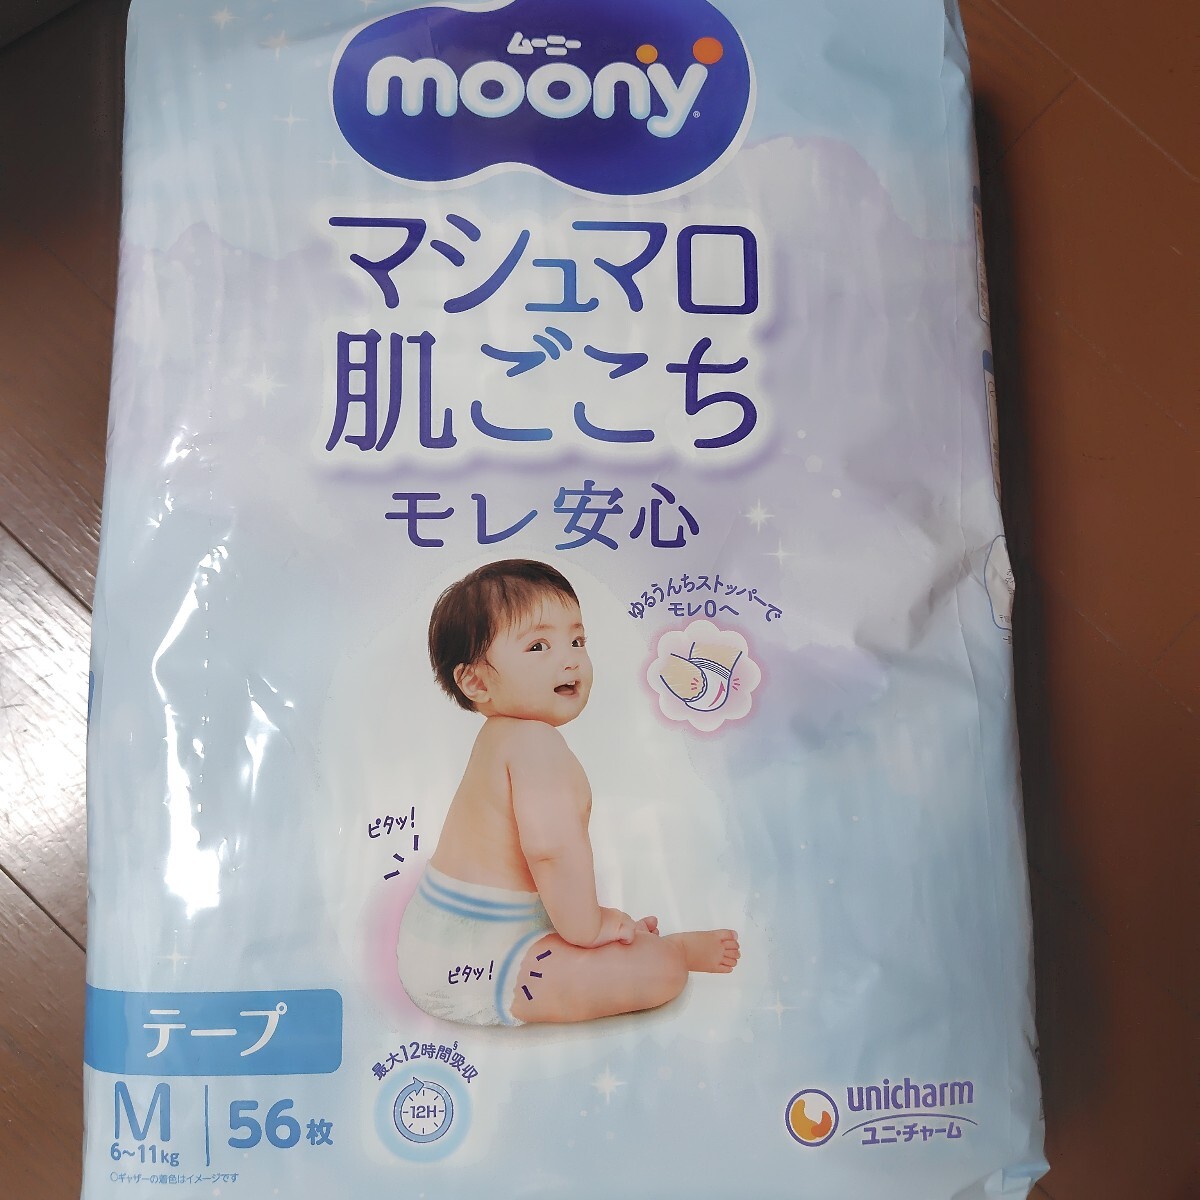 ムーニー
moony®
マシュマロ
肌ごこち
モレ安心
ゆるうんちストッパーで
モレ0へ
ピタッ!
ピタッ!
テープ
最大12時間§吸収
12H
M
6~11kg
56枚
unicharm
ユニ・チャーム
○ギャザーの着色はイメージです